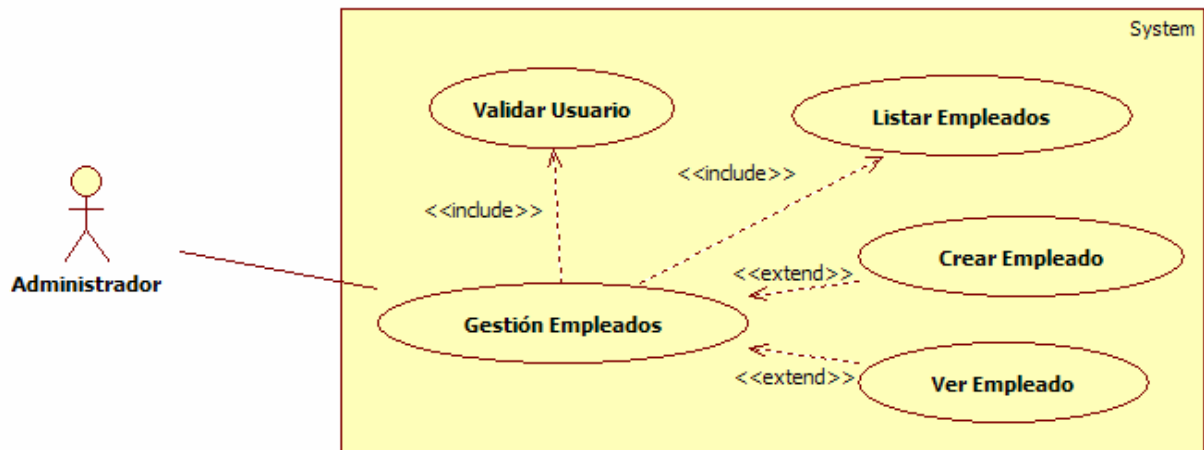 System
Validar Usuario
Listar Empleados
<<include>>
<<include>>
Administrador
Crear Empleado
<<extend>>
Gestión Empleados
<<extend>>
Ver Empleado